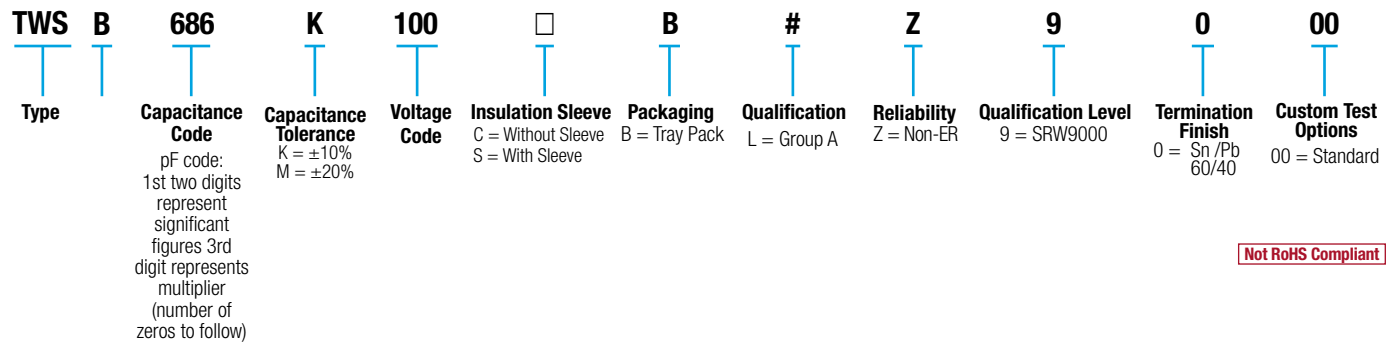 TWS B 686 K 100 □ B # Z 9 0 00
Type
Capacitance
Code
pF code:
1st two digits
represent
significant
figures 3rd
digit represents
multiplier
(number of
zeros to follow)
Capacitance
Tolerance
K = ±10%
M = ±20%
Voltage
Code
Insulation Sleeve
C = Without Sleeve
S = With Sleeve
Packaging
B = Tray Pack
Qualification
L = Group A
Reliability
Z = Non-ER
Qualification Level
9 = SRW9000
Termination
Finish
0 = Sn /Pb
60/40
Custom Test
Options
00 = Standard
Not RoHS Compliant